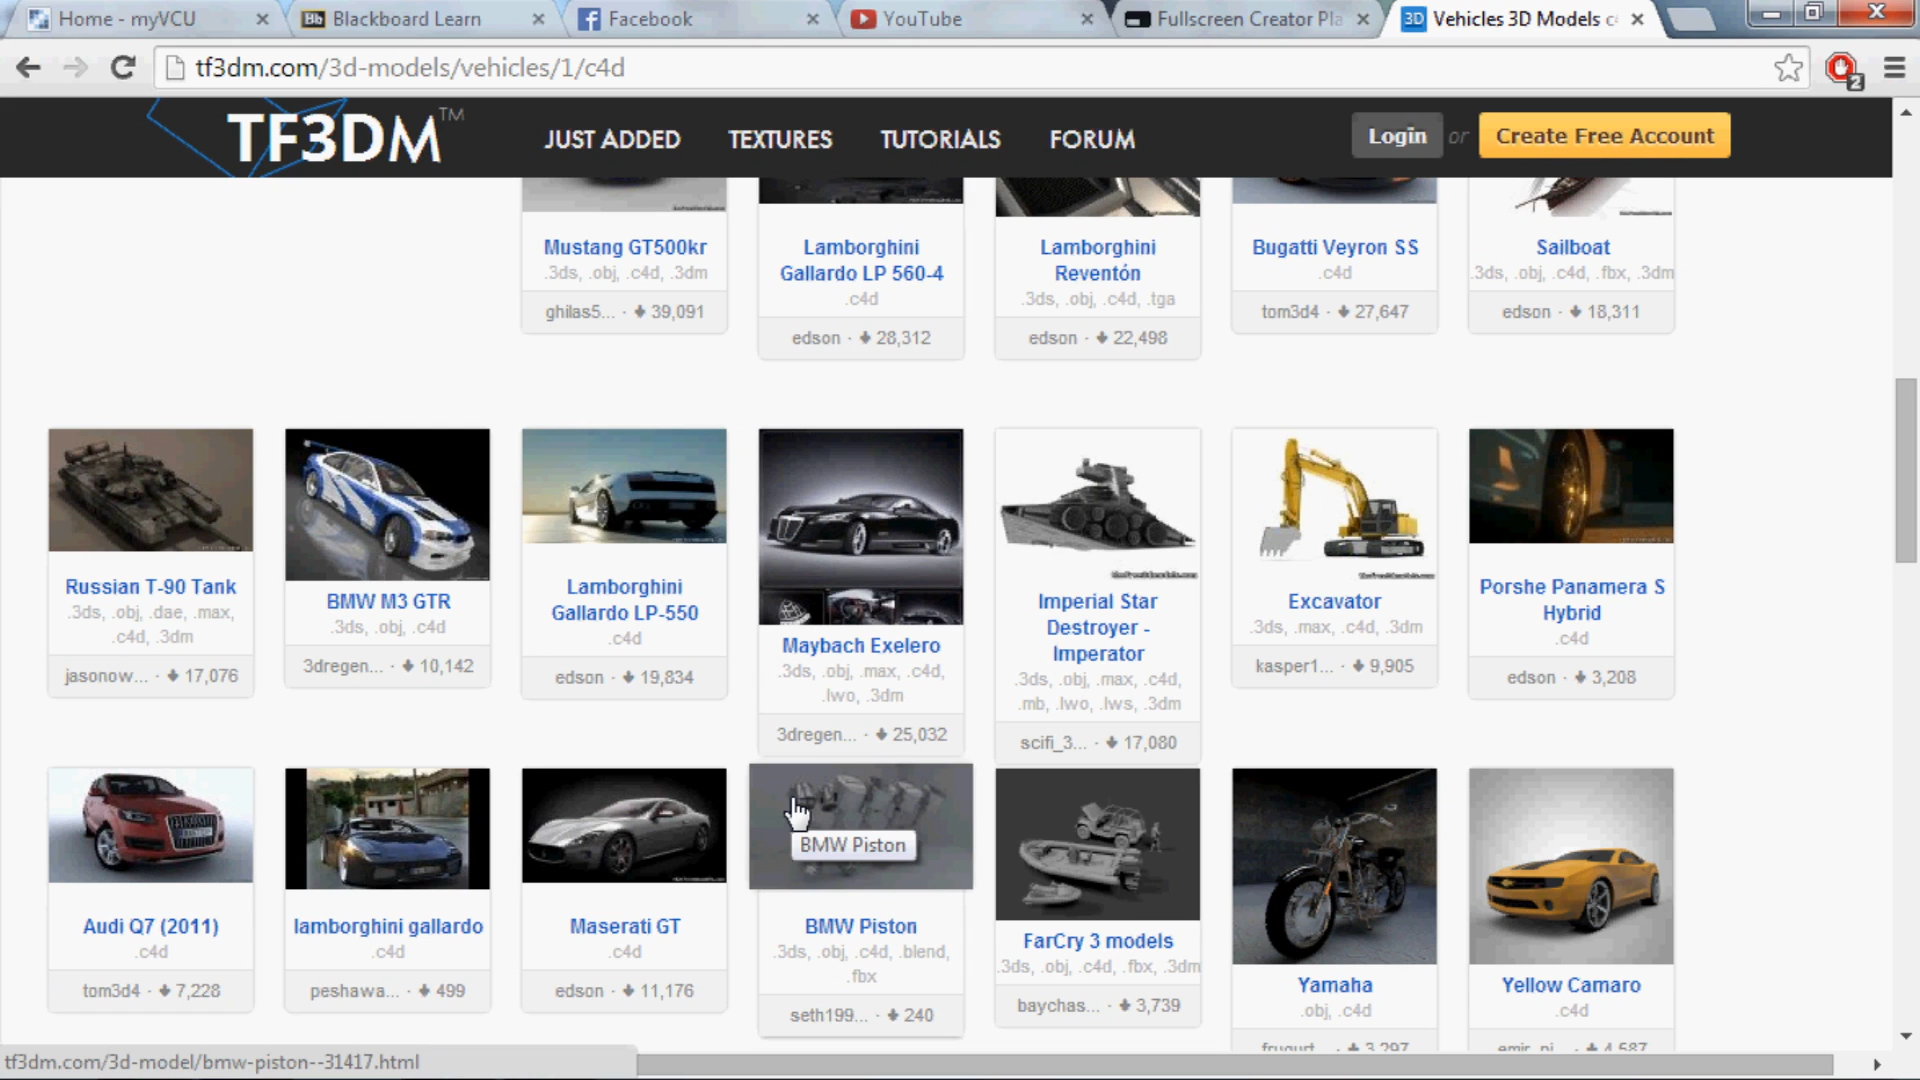 Home - myVCU
Bb Blackboard Learn
Facebook
YouTube
Fullscreen Creator Pla
3D Vehicles 3D Models c
tf3dm.com/3d-models/vehicles/1/c4d
2
TF3DM™
JUST ADDED
TEXTURES
TUTORIALS
FORUM
Login or Create Free Account
Mustang GT500kr
.3ds, .obj, .c4d, .3dm
ghilas5... · 39,091
Lamborghini
Gallardo LP 560-4
.c4d
edson · 28,312
Lamborghini
Reventón
.3ds, .obj, .c4d, .tga
edson · 22,498
Bugatti Veyron SS
.c4d
tom3d4 · 27,647
Sailboat
.3ds, .obj, .c4d, .fbx, .3dm
edson · 18,311
Russian T-90 Tank
.3ds, .obj, .dae, .max,
.c4d, .3dm
jasonow... · 17,076
BMW M3 GTR
.3ds, .obj, .c4d
3dregen... · 10,142
Lamborghini
Gallardo LP-550
.c4d
edson · 19,834
Maybach Exelero
.3ds, .obj, .max, .c4d,
.lwo, .3dm
3dregen... · 25,032
Imperial Star
Destroyer -
Imperator
.3ds, .obj, .max, .c4d,
.mb, .lwo, .lws, .3dm
scifi_3... · 17,080
Excavator
.3ds, .max, .c4d, .3dm
kasper1... · 9,905
Porshe Panamera S
Hybrid
.c4d
edson · 3,208
Audi Q7 (2011)
.c4d
tom3d4 · 7,228
lamborghini gallardo
.c4d
peshawa... · 499
Maserati GT
.c4d
edson · 11,176
BMW Piston
BMW Piston
.3ds, .obj, .c4d, .blend,
.fbx
seth199... · 240
FarCry 3 models
.3ds, .obj, .c4d, .fbx, .3dm
baychas... · 3,739
Yamaha
.obj, .c4d
3,297
Yellow Camaro
.c4d
4,587
tf3dm.com/3d-model/bmw-piston--31417.html